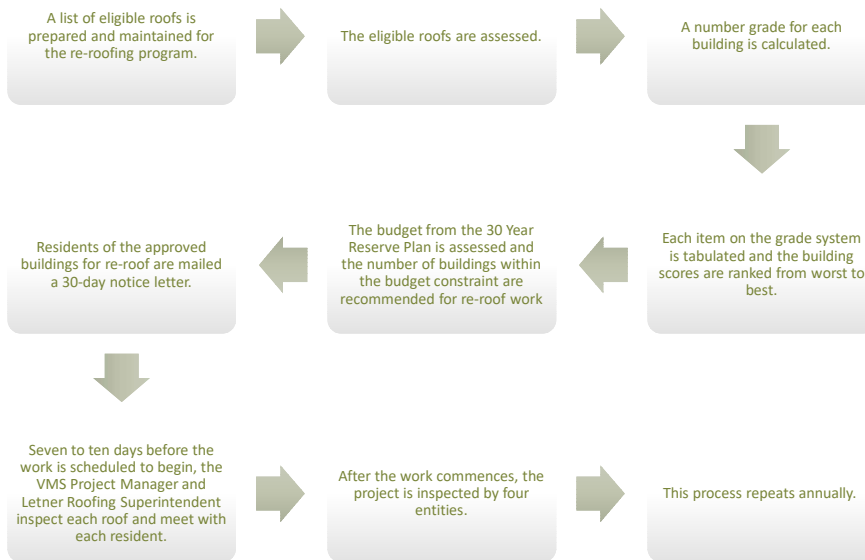 A list of eligible roofs is
prepared and maintained for
the re-roofing program.
The eligible roofs are assessed.
A number grade for each
building is calculated.
Each item on the grade system
is tabulated and the building
scores are ranked from worst to
best.
The budget from the 30 Year
Reserve Plan is assessed and
the number of buildings within
the budget constraint are
recommended for re-roof work
Residents of the approved
buildings for re-roof are mailed
a 30-day notice letter.
Seven to ten days before the
work is scheduled to begin, the
VMS Project Manager and
Letner Roofing Superintendent
inspect each roof and meet with
each resident.
After the work commences, the
project is inspected by four
entities.
This process repeats annually.